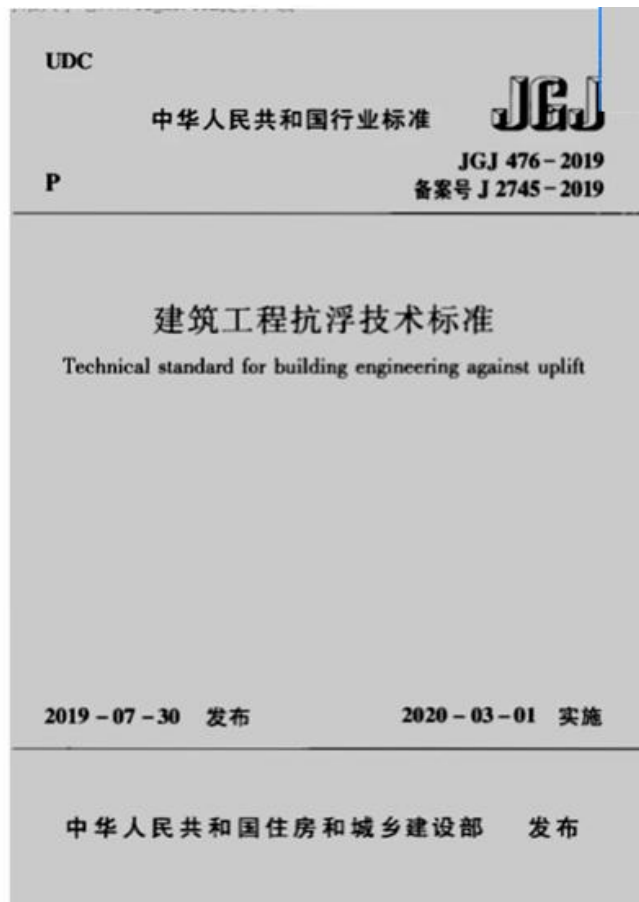 UDC
JGJ
中华人民共和国行业标准
JGJ 476-2019
P
备案号 J 2745-2019
建筑工程抗浮技术标准
Technical standard for building engineering against uplift
2019-07-30 发布 2020-03-01 实施
中华人民共和国住房和城乡建设部 发布